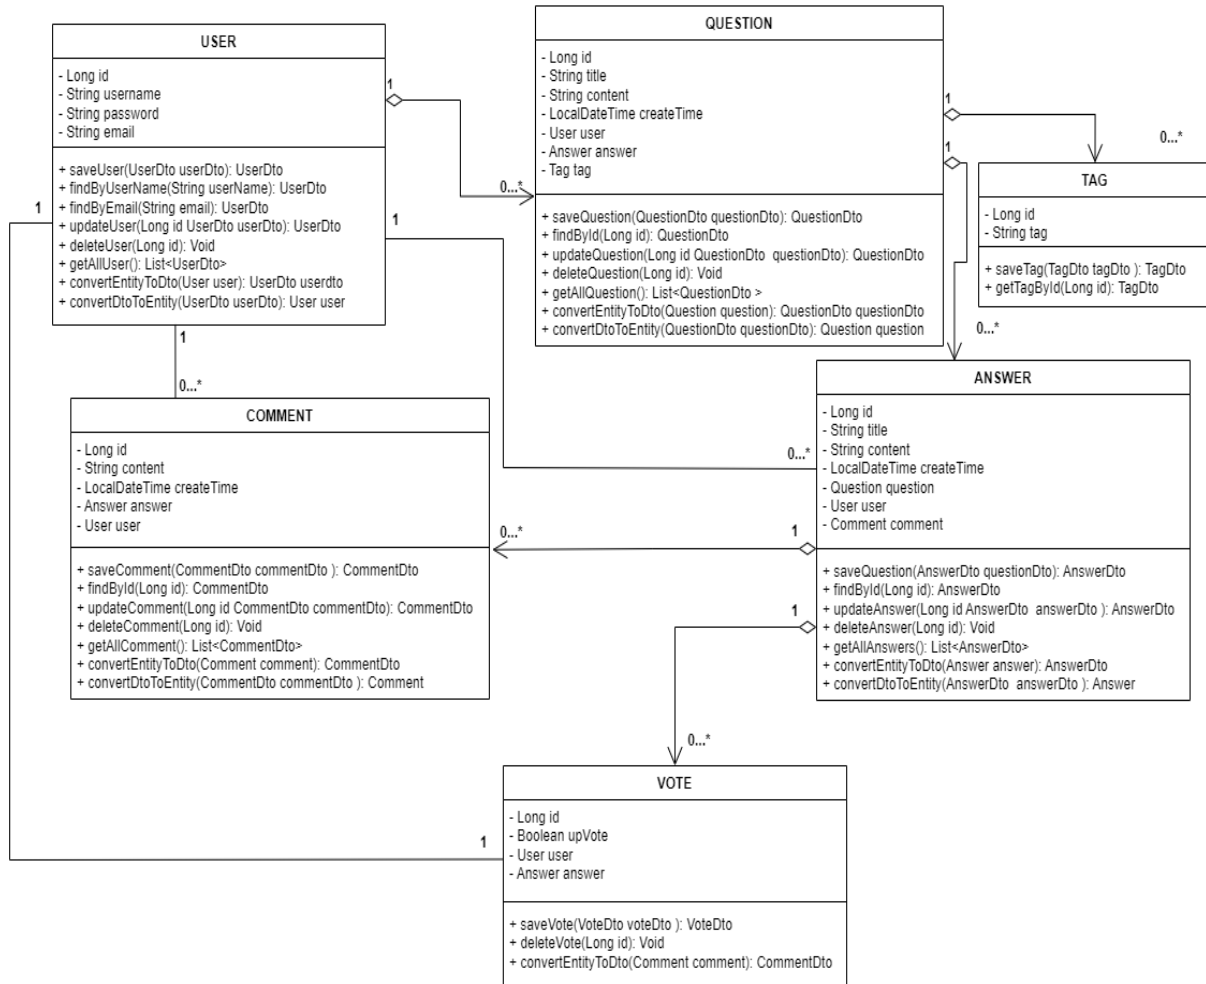 USER
- Long id
- String username
- String password
- String email
+ saveUser(UserDto userDto): UserDto
+ findByUserName(String userName): UserDto
+ findByEmail(String email): UserDto
+ updateUser(Long id UserDto userDto): UserDto
+ deleteUser(Long id): Void
+ getAllUser(): List<UserDto>
+ convertEntityToDto(User user): UserDto userdto
+ convertDtoToEntity(UserDto userDto): User user
1
0...*
1
1
1
0...*
QUESTION
- Long id
- String title
- String content
- LocalDateTime createTime
- User user
- Answer answer
- Tag tag
+ saveQuestion(QuestionDto questionDto): QuestionDto
+ findById(Long id): QuestionDto
+ updateQuestion(Long id QuestionDto  questionDto): QuestionDto
+ deleteQuestion(Long id): Void
+ getAllQuestion(): List<QuestionDto >
+ convertEntityToDto(Question question): QuestionDto questionDto
+ convertDtoToEntity(QuestionDto questionDto): Question question
1
0...*
1
0...*
TAG
- Long id
- String tag
+ saveTag(TagDto tagDto ): TagDto
+ getTagById(Long id): TagDto
COMMENT
- Long id
- String content
- LocalDateTime createTime
- Answer answer
- User user
+ saveComment(CommentDto commentDto ): CommentDto
+ findById(Long id): CommentDto
+ updateComment(Long id CommentDto commentDto): CommentDto
+ deleteComment(Long id): Void
+ getAllComment(): List<CommentDto>
+ convertEntityToDto(Comment comment): CommentDto
+ convertDtoToEntity(CommentDto commentDto ): Comment
0...*
0...*
1
1
0...*
ANSWER
- Long id
- String title
- String content
- LocalDateTime createTime
- Question question
- User user
- Comment comment
+ saveQuestion(AnswerDto questionDto): AnswerDto
+ findById(Long id): AnswerDto
+ updateAnswer(Long id AnswerDto  answerDto ): AnswerDto
+ deleteAnswer(Long id): Void
+ getAllAnswers(): List<AnswerDto>
+ convertEntityToDto(Answer answer): AnswerDto
+ convertDtoToEntity(AnswerDto  answerDto ): Answer
1
VOTE
- Long id
- Boolean upVote
- User user
- Answer answer
+ saveVote(VoteDto voteDto ): VoteDto
+ deleteVote(Long id): Void
+ convertEntityToDto(Comment comment): CommentDto